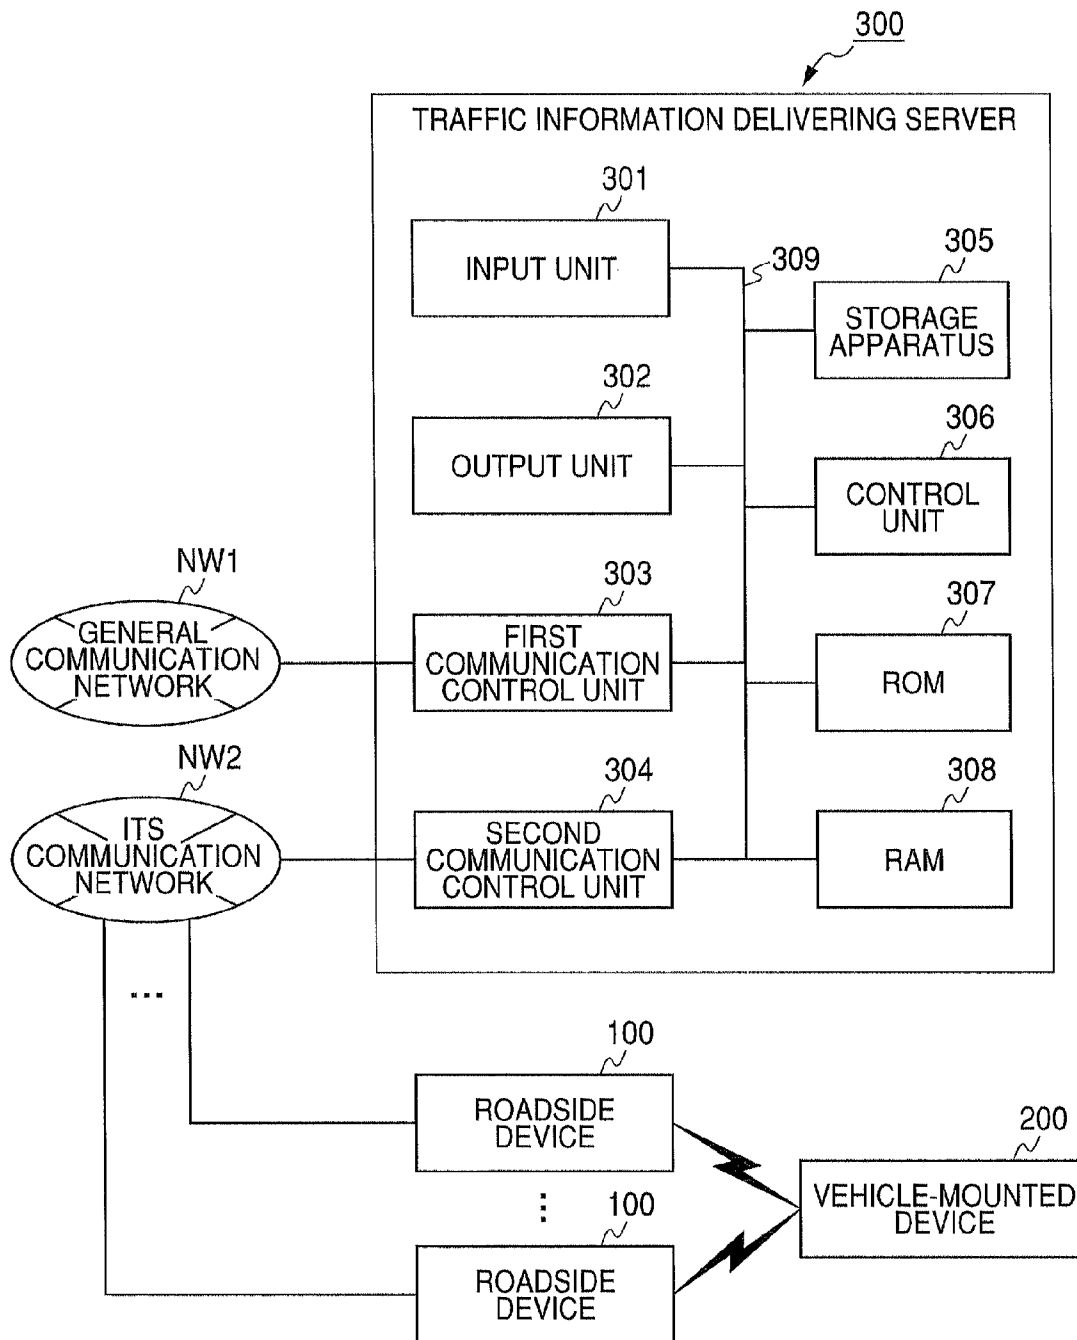 300
TRAFFIC INFORMATION DELIVERING SERVER
301
INPUT UNIT
309
305
STORAGE
APPARATUS
302
OUTPUT UNIT
306
CONTROL
UNIT
NW1
GENERAL
COMMUNICATION
NETWORK
303
FIRST
COMMUNICATION
CONTROL UNIT
307
ROM
NW2
ITS
COMMUNICATION
NETWORK
304
SECOND
COMMUNICATION
CONTROL UNIT
308
RAM
...
100
ROADSIDE
DEVICE
200
VEHICLE-MOUNTED
DEVICE
...
100
ROADSIDE
DEVICE